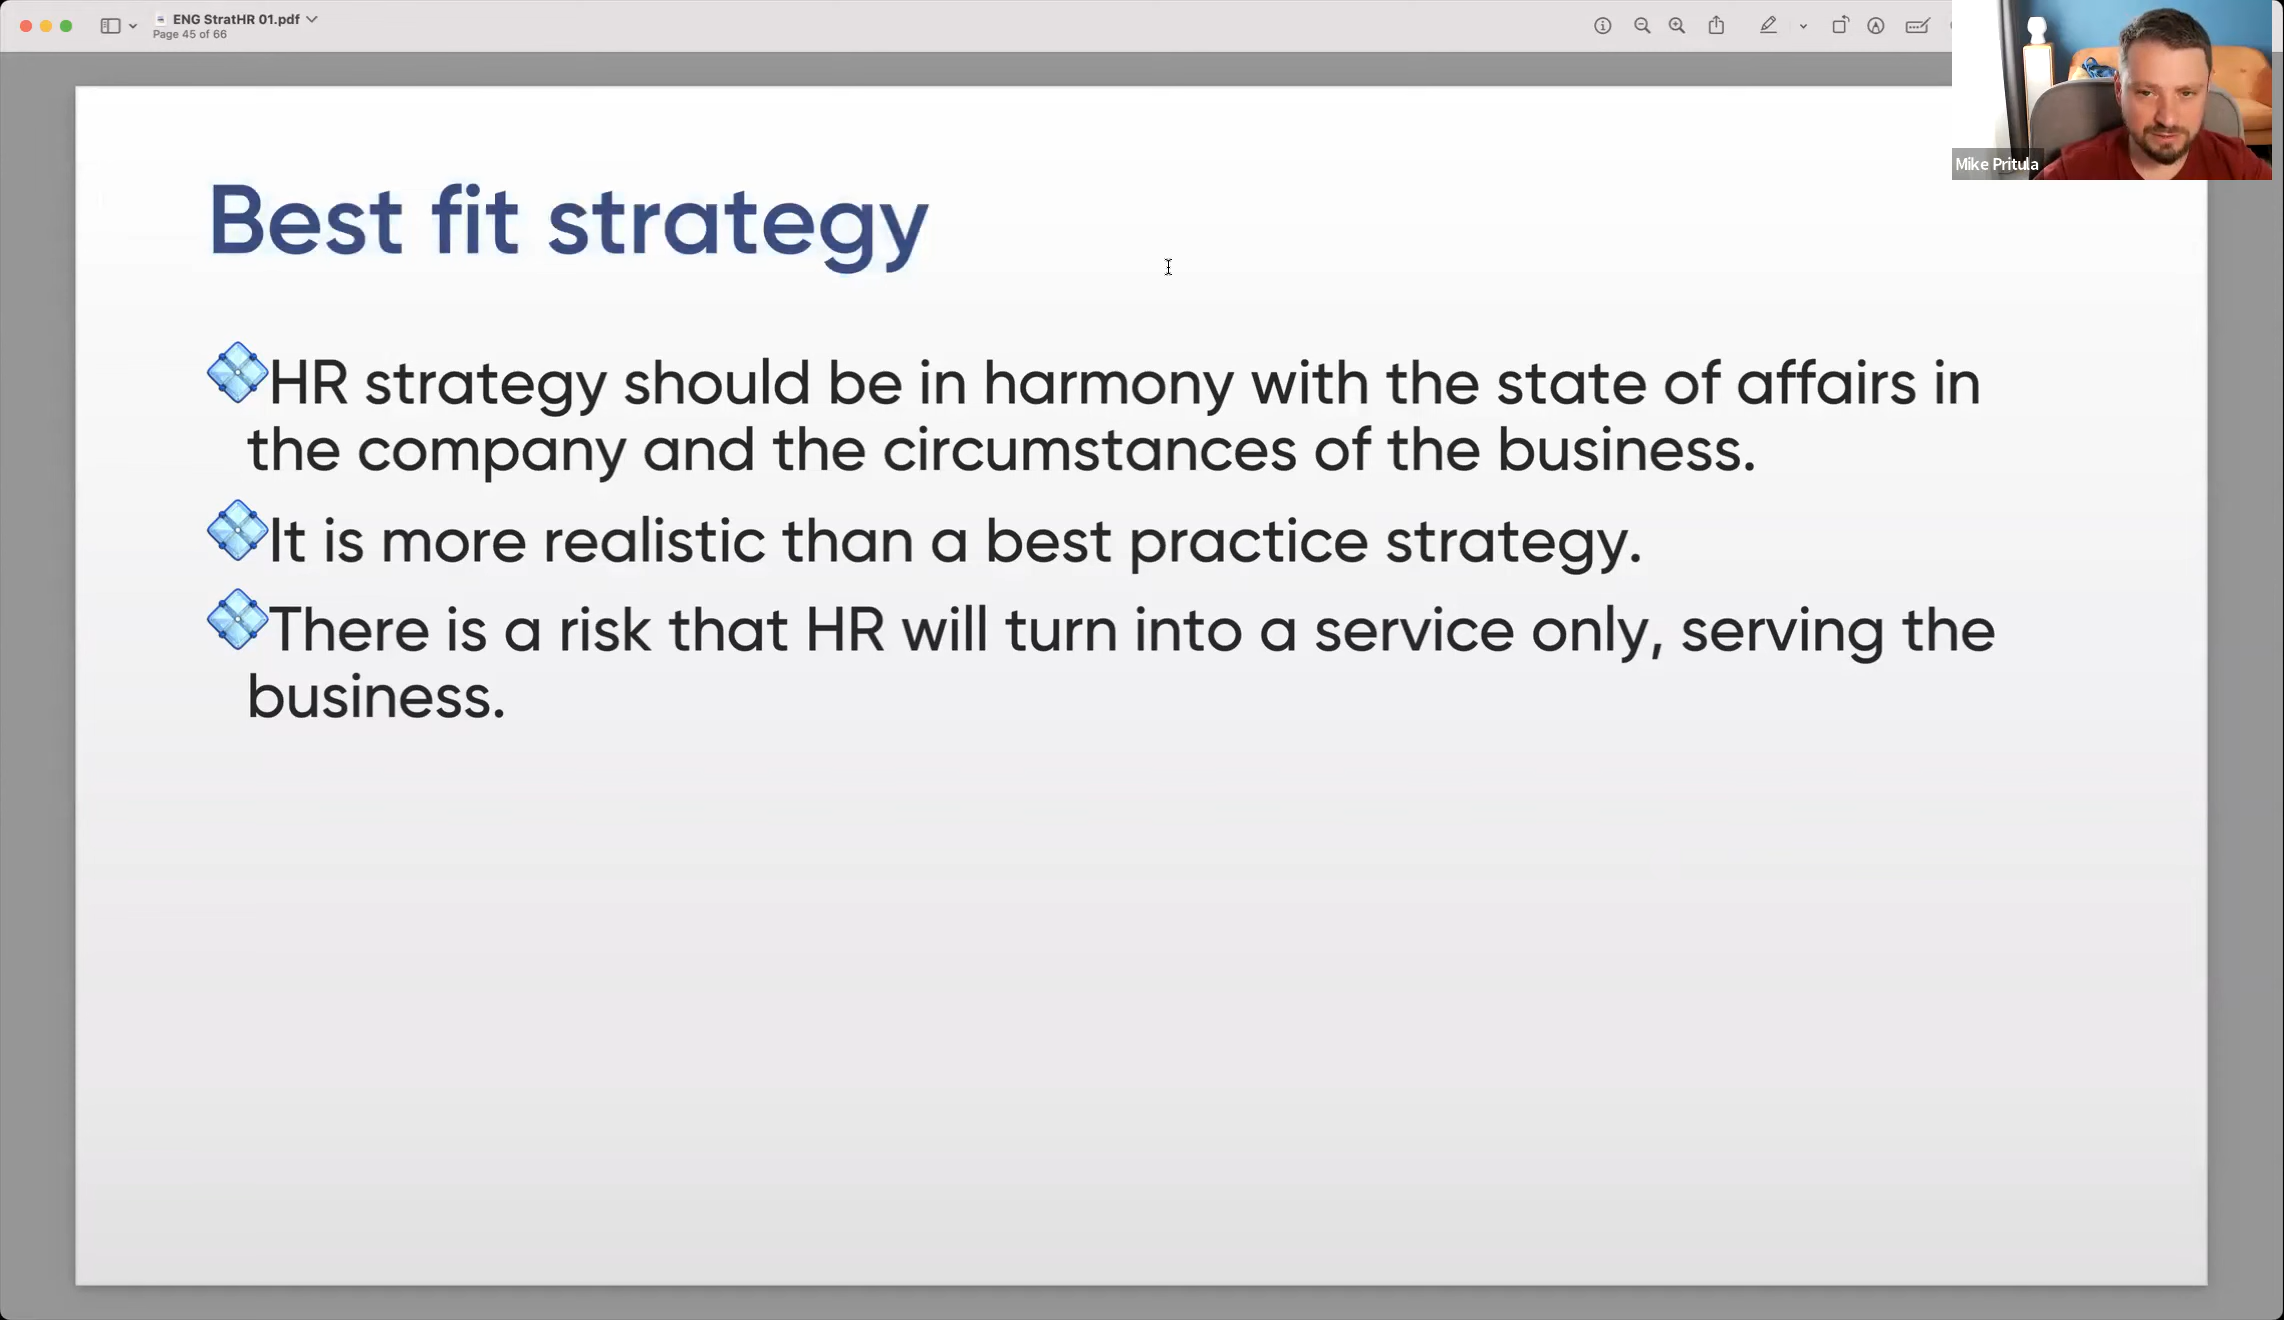 ENG StratHR 01.pdf
Page 45 of 66
Mike Pritula
Best fit strategy
HR strategy should be in harmony with the state of affairs in
the company and the circumstances of the business.
It is more realistic than a best practice strategy.
There is a risk that HR will turn into a service only, serving the
business.